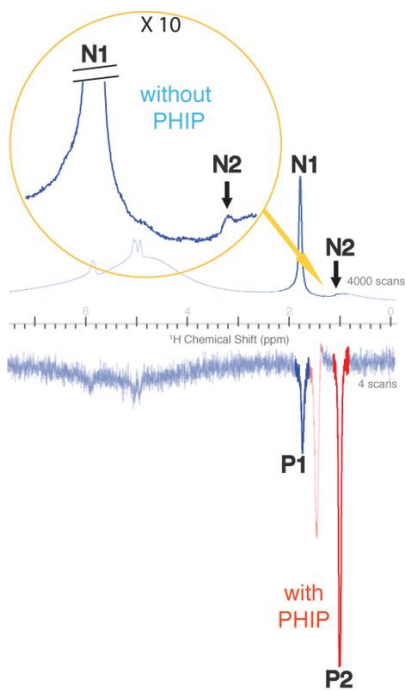 X 10
N1
without
PHIP
N2
N1
N2
4000 scans
6 4 2 0
¹H Chemical Shift (ppm)
4 scans
P1
with
PHIP
P2